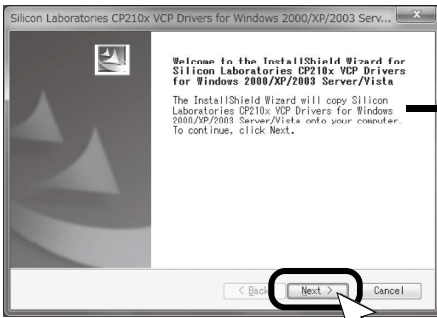 Silicon Laboratories CP210x VCP Drivers for Windows 2000/XP/2003 Serv...
Welcome to the InstallShield Wizard for
Silicon Laboratories CP210x VCP Drivers
for Windows 2000/XP/2003 Server/Vista
The InstallShield Wizard will copy Silicon
Laboratories CP210x VCP Drivers for Windows
2000/XP/2003 Server/Vista onto your computer.
To continue, click Next.
< Back Next > Cancel